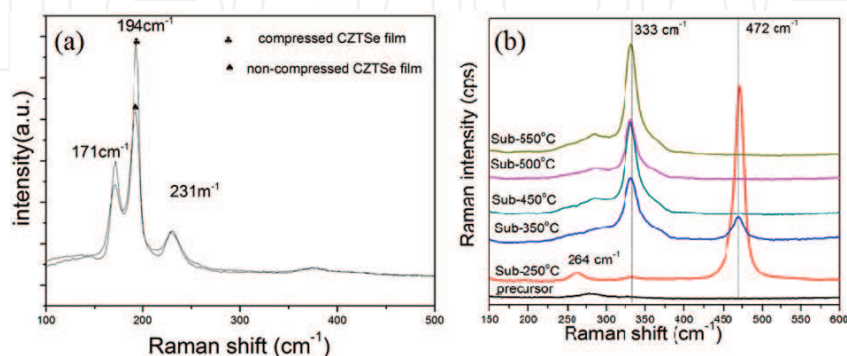 (a)
194cm⁻¹
♣ compressed CZTSe film
♠ non-compressed CZTSe film
171cm⁻¹
231m⁻¹
intensity(a.u.)
100 200 300 400 500
Raman shift (cm⁻¹)
(b)
333 cm⁻¹
472 cm⁻¹
Raman intensity (cps)
Sub-550°C
Sub-500°C
Sub-450°C
Sub-350°C
264 cm⁻¹
Sub-250°C
precursor
150 200 250 300 350 400 450 500 550 600
Raman shift (cm⁻¹)